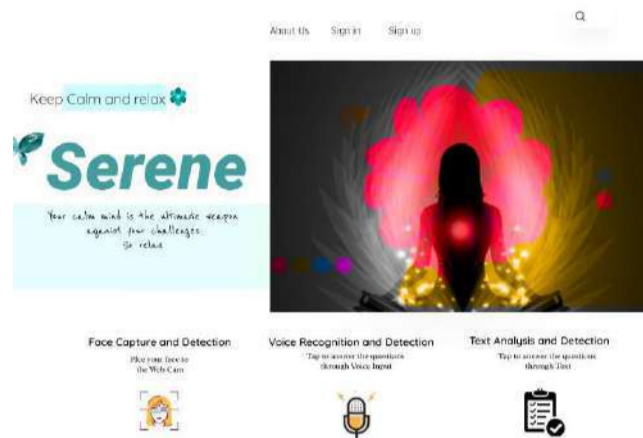 About Us Sign in Sign up
Keep Calm and relax
Serene
Your calm mind is the ultimate weapon
against your challenges.
So relax
Face Capture and Detection
Voice Recognition and Detection
Text Analysis and Detection
Plce your face to
the Web Cam
Tap to answer the questions
through Voice Input
Tap to answer the questions
through Text